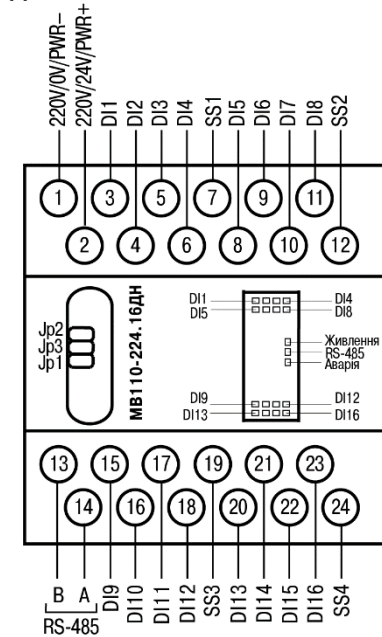 220V/0V/PWR–
220V/24V/PWR+
DI1
DI2
DI3
DI4
SS1
DI5
DI6
DI7
DI8
SS2
1 3 5 7 9 11
2 4 6 8 10 12
Jp2
Jp3
Jp1
МВ110-224.16ДН
DI1 DI4
DI5 DI8
Живлення
RS-485
Аварія
DI9 DI12
DI13 DI16
13 15 17 19 21 23
14 16 18 20 22 24
B A
RS-485
DI9
DI10
DI11
DI12
SS3
DI13
DI14
DI15
DI16
SS4